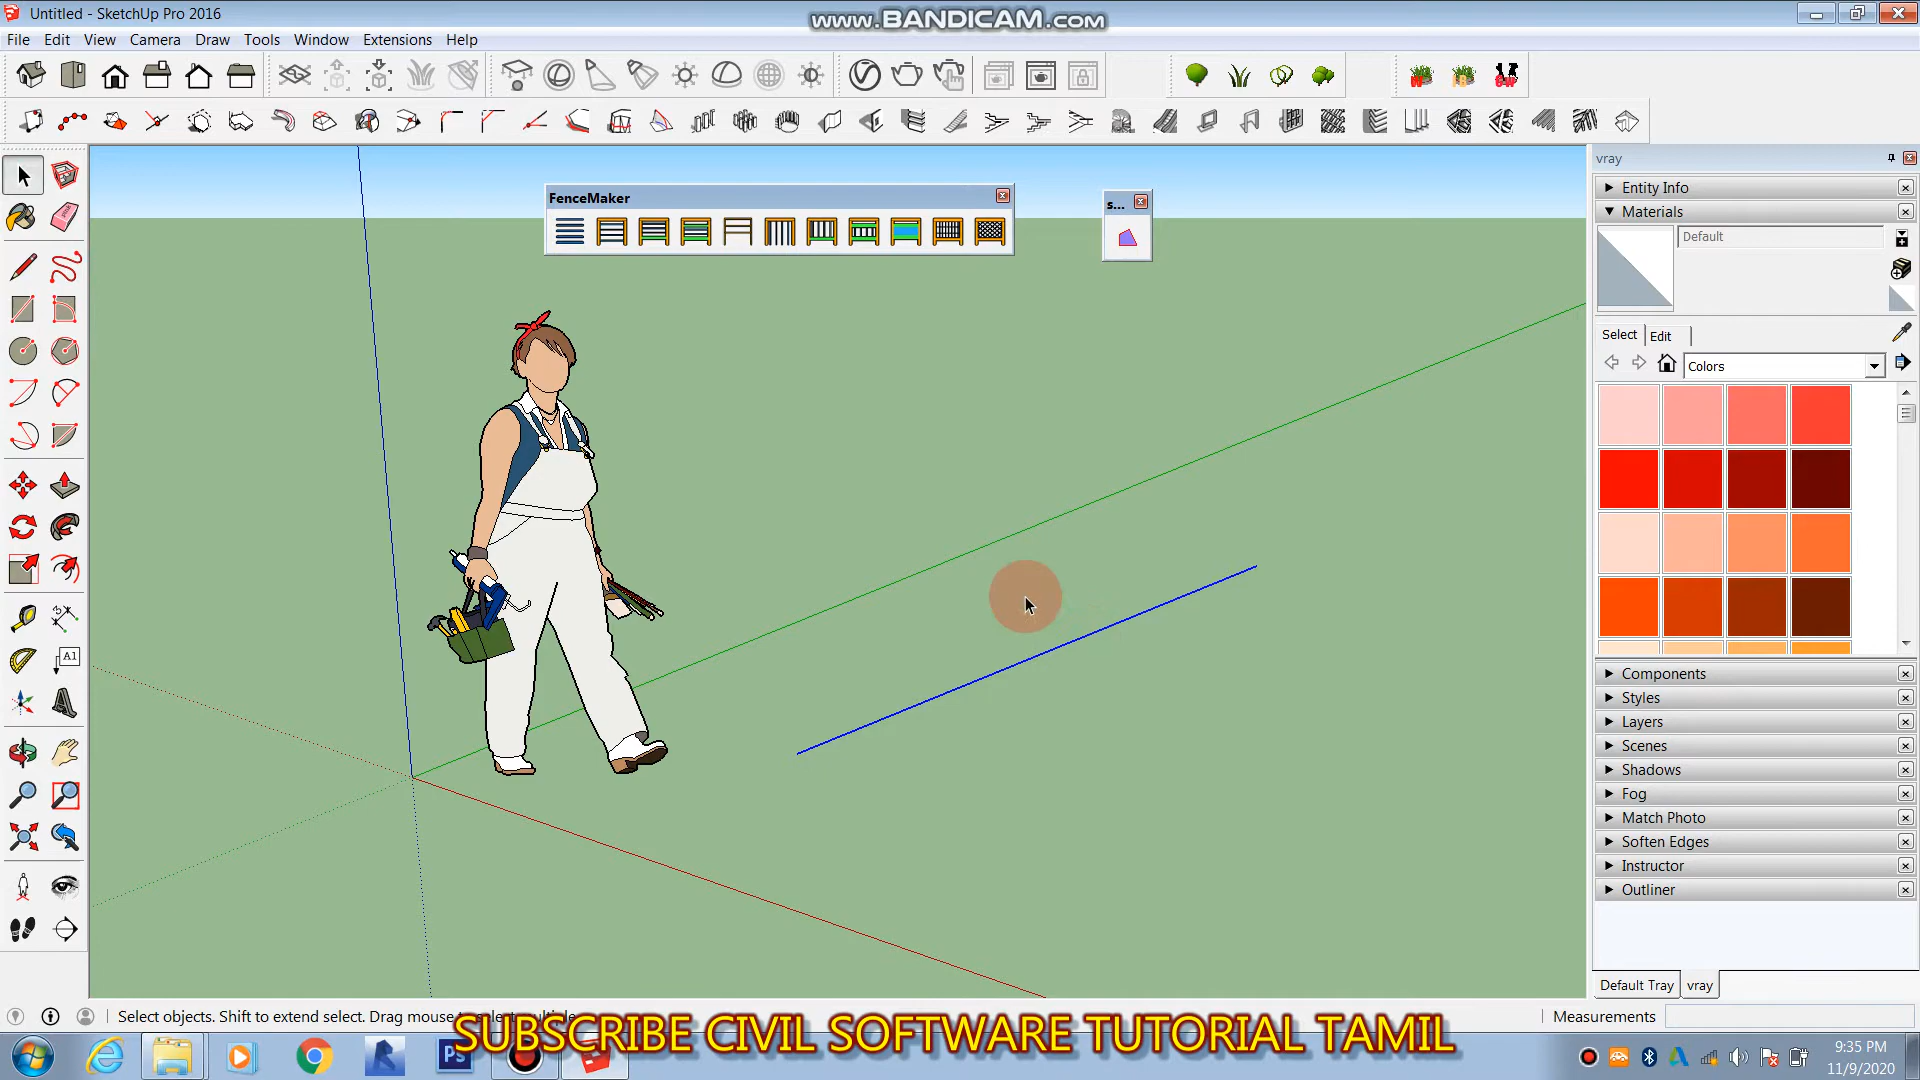 Untitled - SketchUp Pro 2016
www.BANDICAM.com
File Edit View Camera Draw Tools Window Extensions Help
FenceMaker
s...
vray
Entity Info
Materials
Default
Select Edit
Colors
Components
Styles
Layers
Scenes
Shadows
Fog
Match Photo
Soften Edges
Instructor
Outliner
Default Tray vray
A1
Select objects. Shift to extend select. Drag mouse
Measurements
SUBSCRIBE CIVIL SOFTWARE TUTORIAL TAMIL
Ps
9:35 PM
11/9/2020